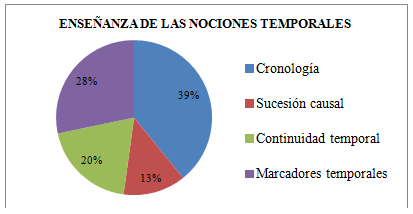 ENSEÑANZA DE LAS NOCIONES TEMPORALES
28%
39%
20%
13%
Cronología
Sucesión causal
Continuidad temporal
Marcadores temporales